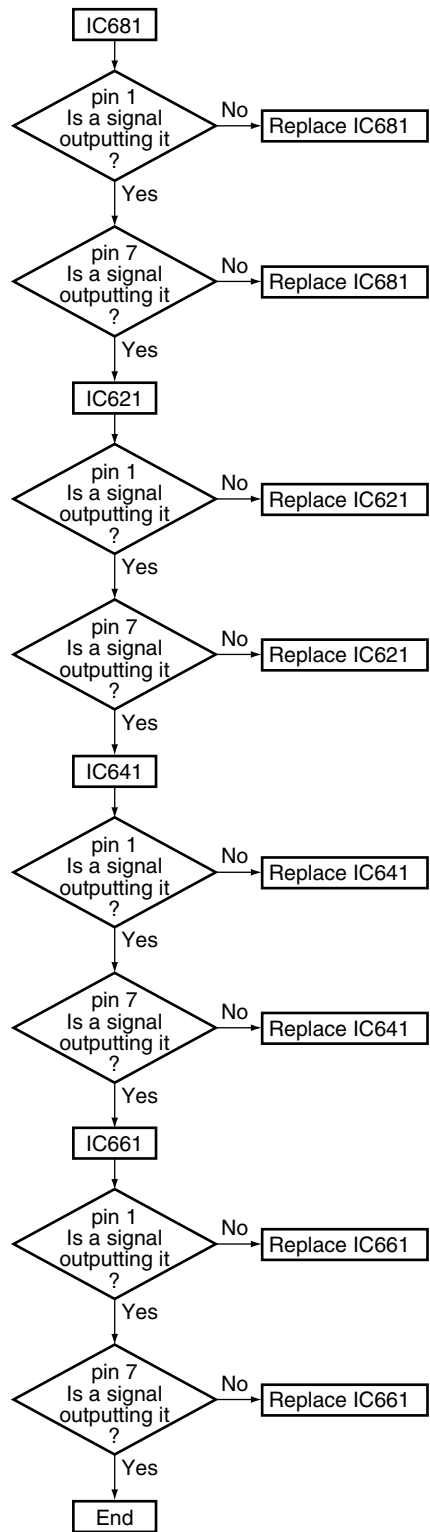 IC681
pin 1
Is a signal
outputting it
?
No
Replace IC681
Yes
pin 7
Is a signal
outputting it
?
No
Replace IC681
Yes
IC621
pin 1
Is a signal
outputting it
?
No
Replace IC621
Yes
pin 7
Is a signal
outputting it
?
No
Replace IC621
Yes
IC641
pin 1
Is a signal
outputting it
?
No
Replace IC641
Yes
pin 7
Is a signal
outputting it
?
No
Replace IC641
Yes
IC661
pin 1
Is a signal
outputting it
?
No
Replace IC661
Yes
pin 7
Is a signal
outputting it
?
No
Replace IC661
Yes
End